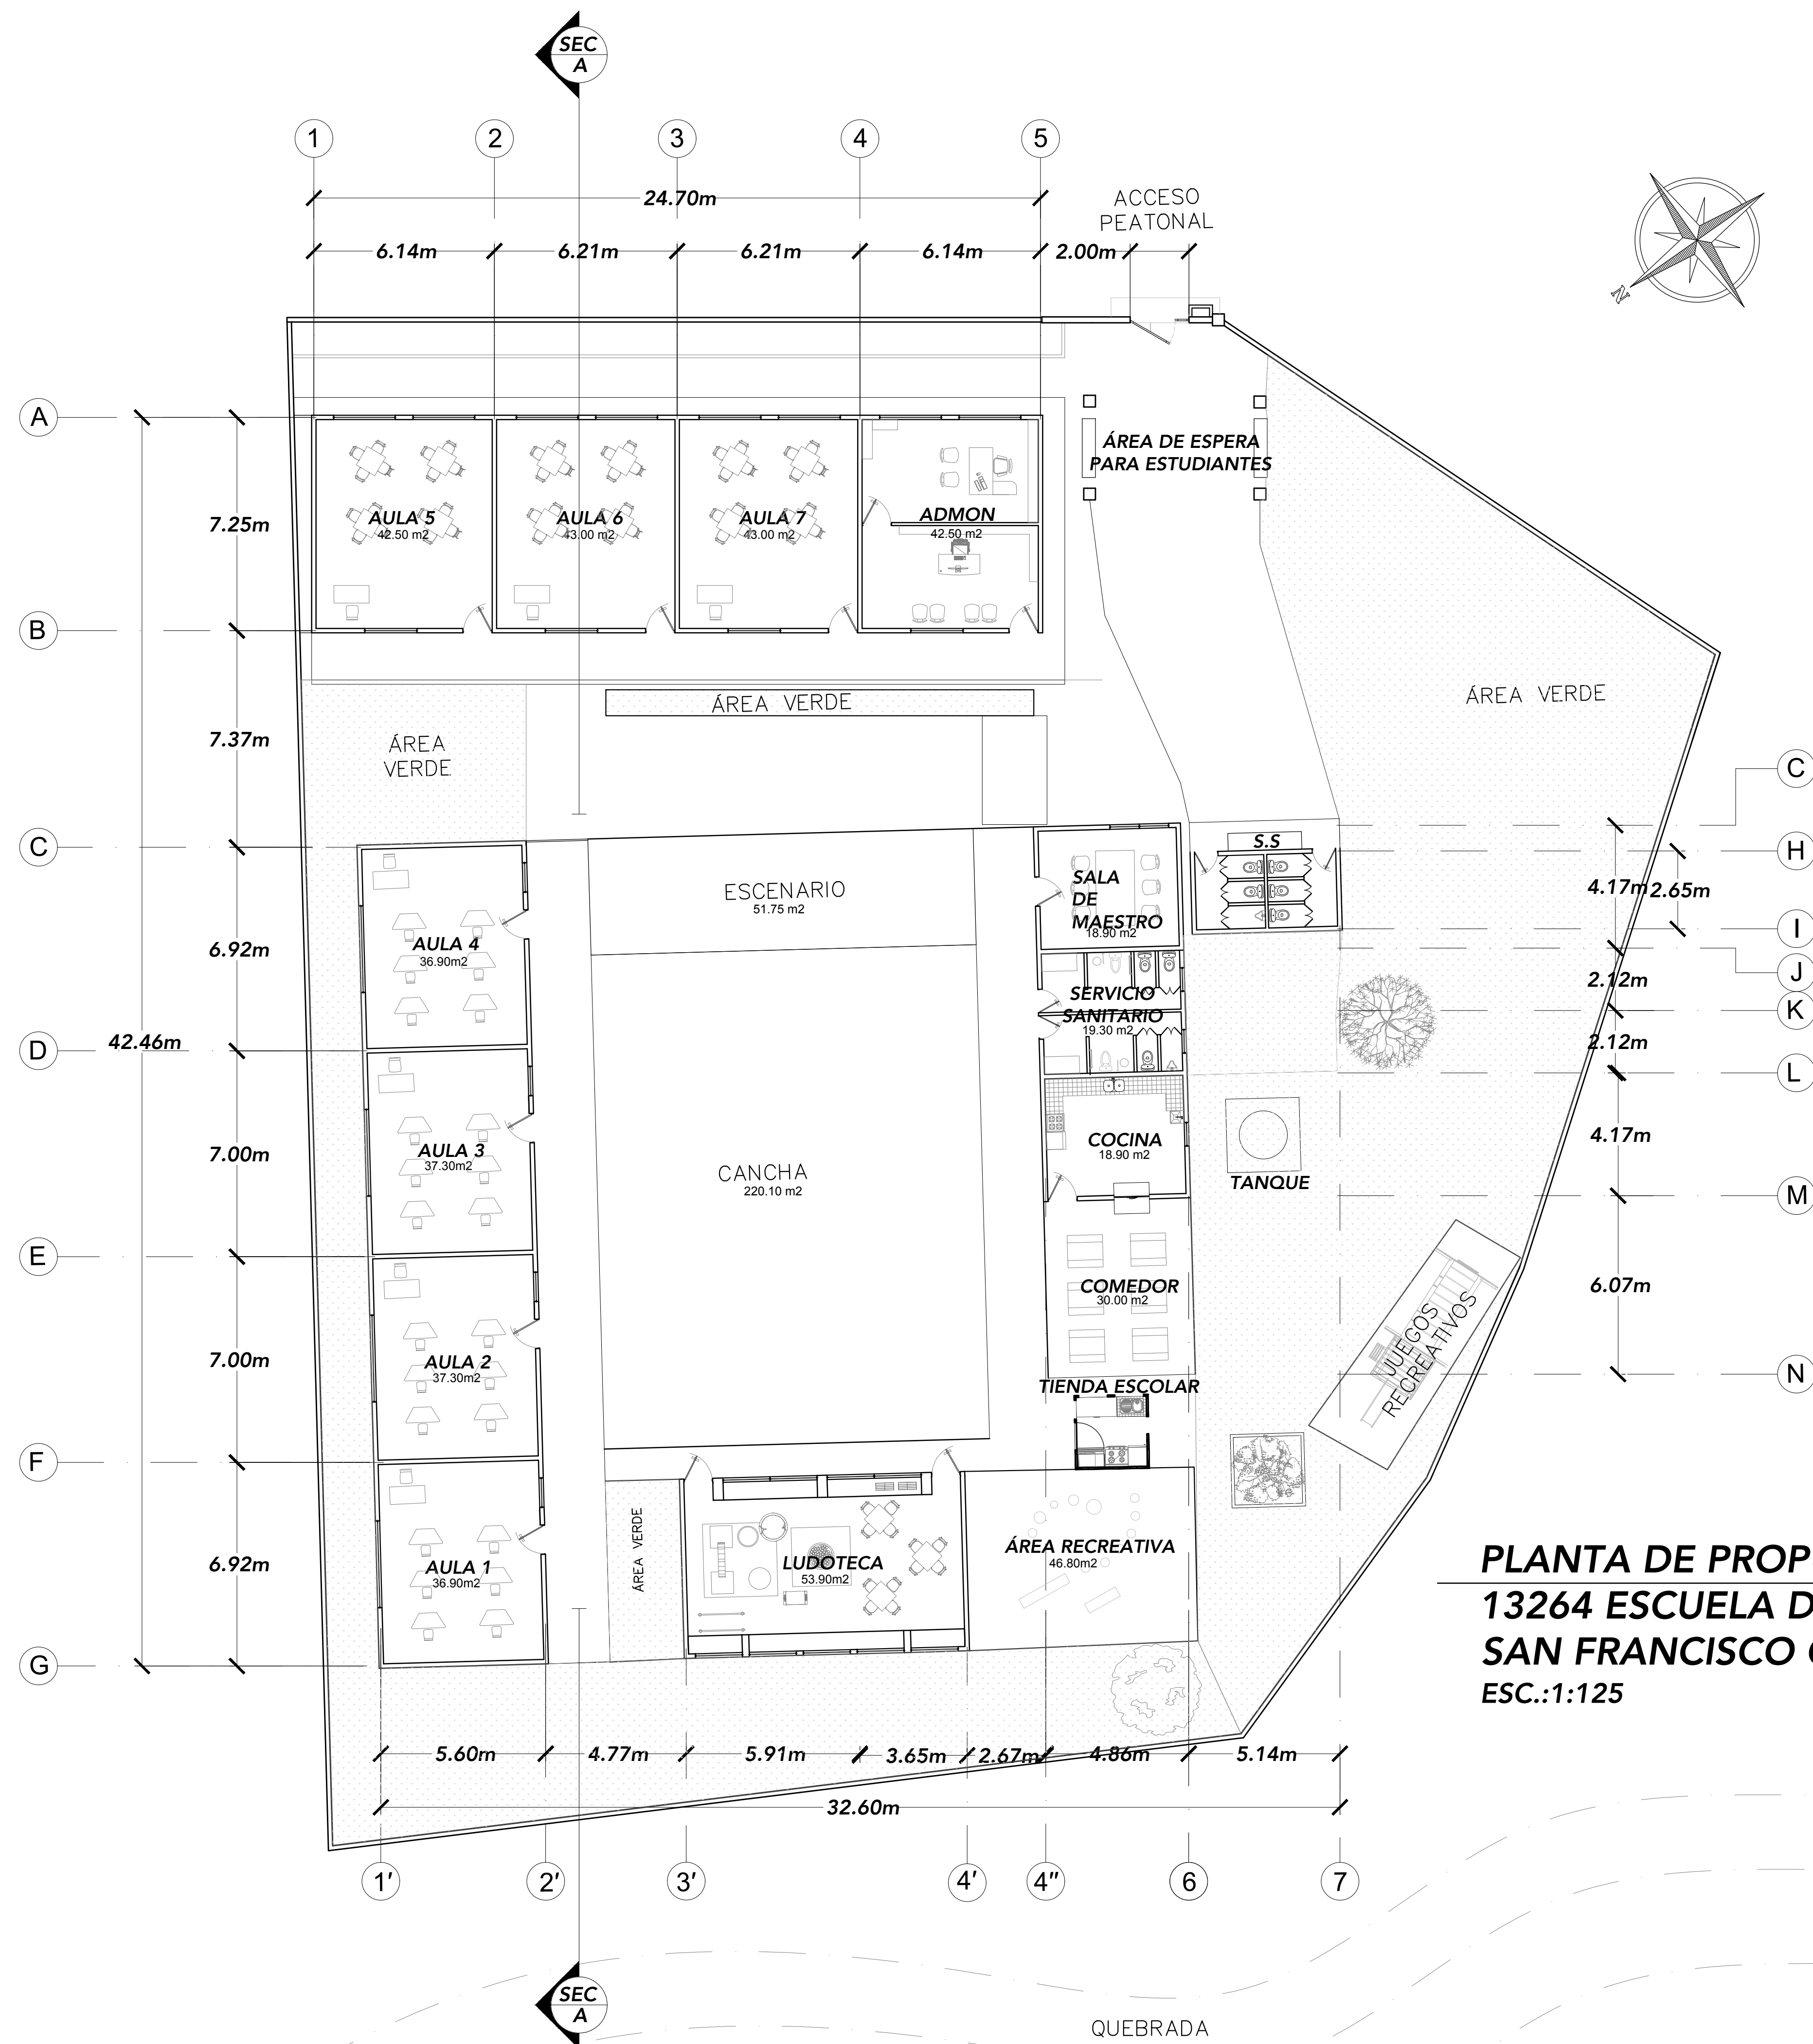 SEC
A
1
2
3
4
5
24.70m
ACCESO
PEATONAL
6.14m
6.21m
6.21m
6.14m
2.00m
N
A
ÁREA DE ESPERA
PARA ESTUDIANTES
7.25m
AULA 5
42.50 m2
AULA 6
43.00 m2
AULA 7
43.00 m2
ADMON
42.50 m2
B
ÁREA VERDE
ÁREA VERDE
7.37m
ÁREA
VERDE
C
C
S.S
H
4.17m
2.65m
ESCENARIO
51.75 m2
SALA
DE
MAESTRO
18.90 m2
I
AULA 4
36.90m2
6.92m
J
2.12m
SERVICIO
SANITARIO
19.30 m2
K
42.46m
D
2.12m
L
4.17m
COCINA
18.90 m2
7.00m
AULA 3
37.30m2
CANCHA
220.10 m2
TANQUE
M
E
COMEDOR
30.00 m2
6.07m
JUEGOS
RECREATIVOS
7.00m
AULA 2
37.30m2
N
TIENDA ESCOLAR
F
6.92m
AULA 1
36.90m2
ÁREA VERDE
LUDOTECA
53.90m2
ÁREA RECREATIVA
46.80m2
PLANTA DE PROP
13264 ESCUELA D
SAN FRANCISCO
ESC.:1:125
G
5.60m
4.77m
5.91m
3.65m
2.67m
4.86m
5.14m
32.60m
1'
2'
3'
4'
4"
6
7
SEC
A
QUEBRADA